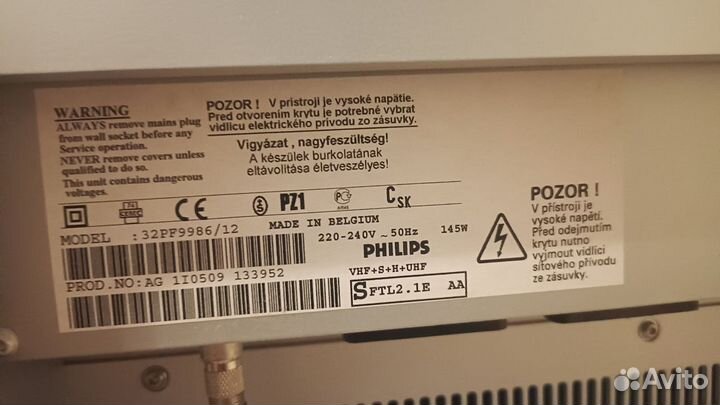 WARNING
ALWAYS remove mains plug
from wall socket before any
Service operation.
NEVER remove covers unless
qualified to do so.
This unit contains dangerous
voltages.
POZOR ! V pristroji je vysoké napätie.
Pred otvorením krytu je potrebné vybrat
vidlicu elektrického prívodu zo zásuvky.
Vigyázat, nagyfeszültség!
A készülek burkolatának
eltávolitása életveszélyes!
PZ1
CSK
MODEL :32PF9986/12
MADE IN BELGIUM
220-240V ~ 50Hz 145W
PHILIPS
PROD.NO: AG 1I0509 133952
VHF+S+H+UHF
SFTL2.1E AA
POZOR !
V přístroji je
vysoké napětí.
Před odejmutím
krytu nutno
vyjmout vidlici
síťového přívodu
ze zásuvky.
Avito